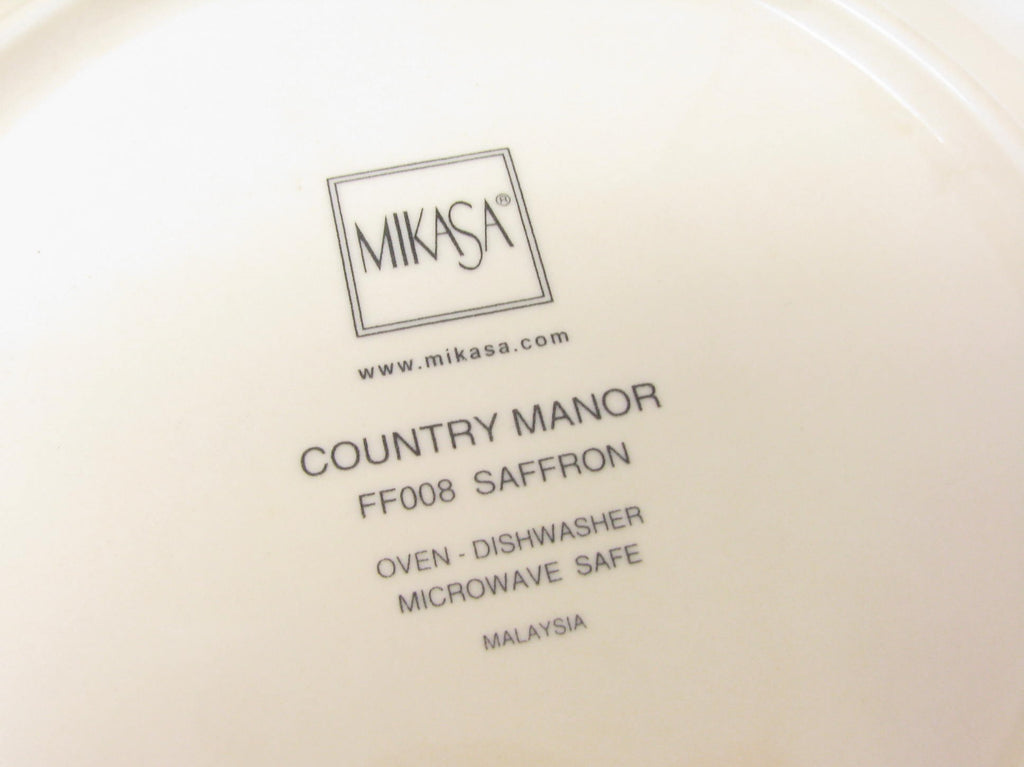 MIKASA®
www.mikasa.com
COUNTRY MANOR
FF008 SAFFRON
OVEN - DISHWASHER
MICROWAVE SAFE
MALAYSIA